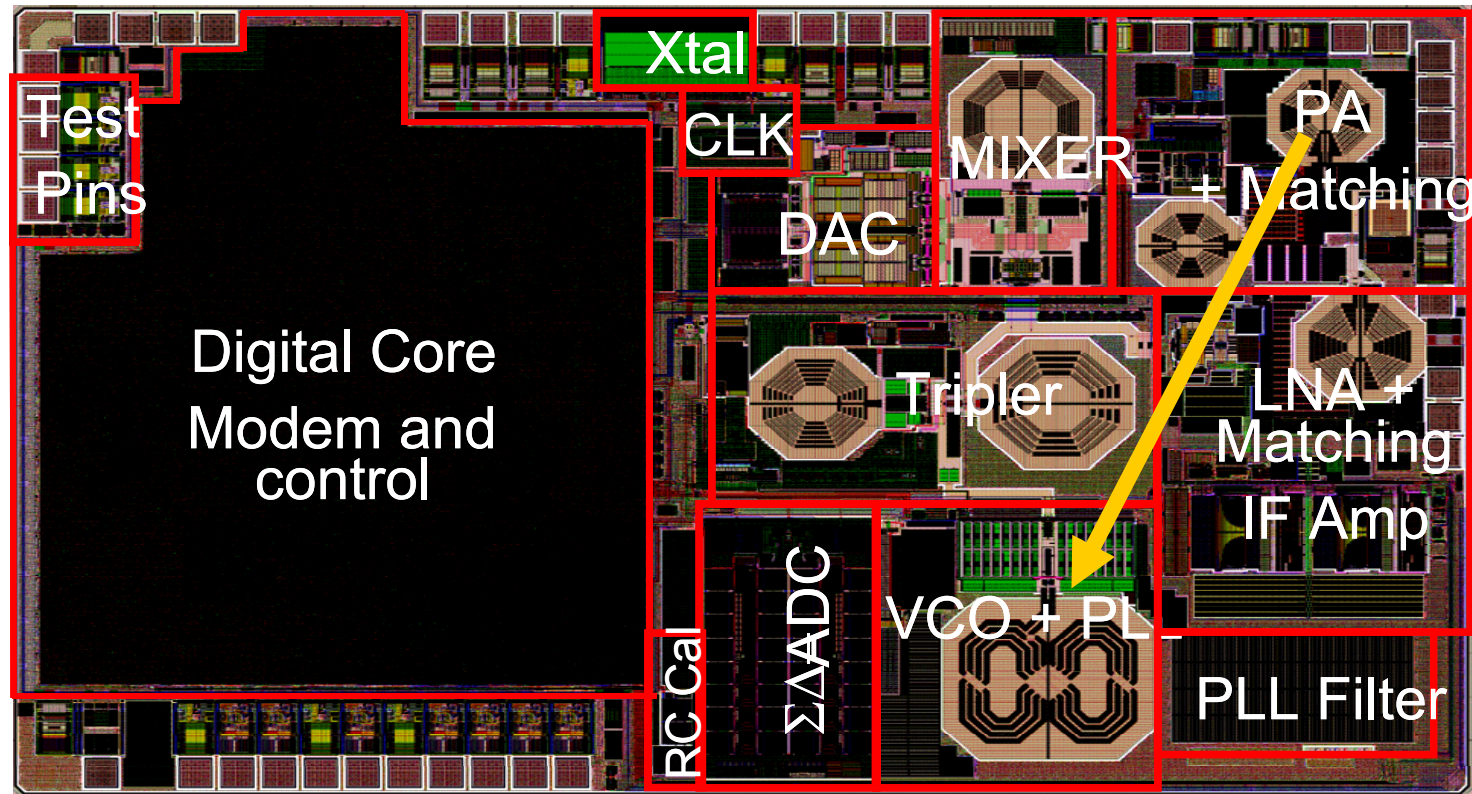 Xtal
Test
Pins
CLK
MIXER
PA
+ Matching
DAC
Digital Core
Modem and
control
Tripler
LNA +
Matching
IF Amp
ΣΔADC
VCO + PL
RC Cal
PLL Filter